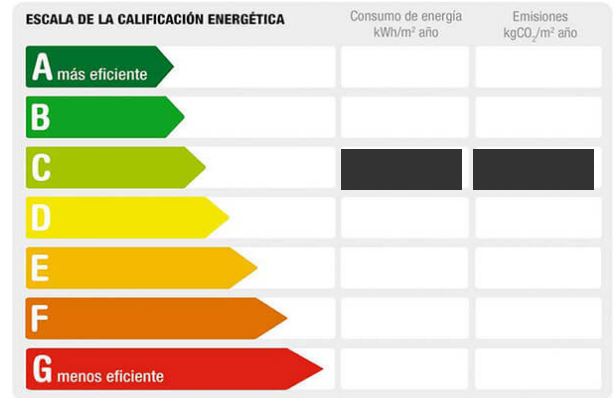 ESCALA DE LA CALIFICACIÓN ENERGÉTICA
Consumo de energía
kWh/m² año
Emisiones
kgCO₂/m² año
A más eficiente
B
C
D
E
F
G menos eficiente